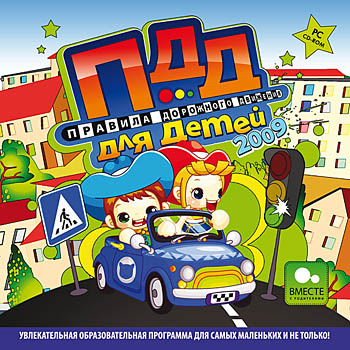 PC
CD-ROM
ПДД
ПРАВИЛА ДОРОЖНОГО ДВИЖЕНИЯ
для детей
2009
ВМЕСТЕ
С РОДИТЕЛЯМИ
УВЛЕКАТЕЛЬНАЯ ОБРАЗОВАТЕЛЬНАЯ ПРОГРАММА ДЛЯ САМЫХ МАЛЕНЬКИХ И НЕ ТОЛЬКО!